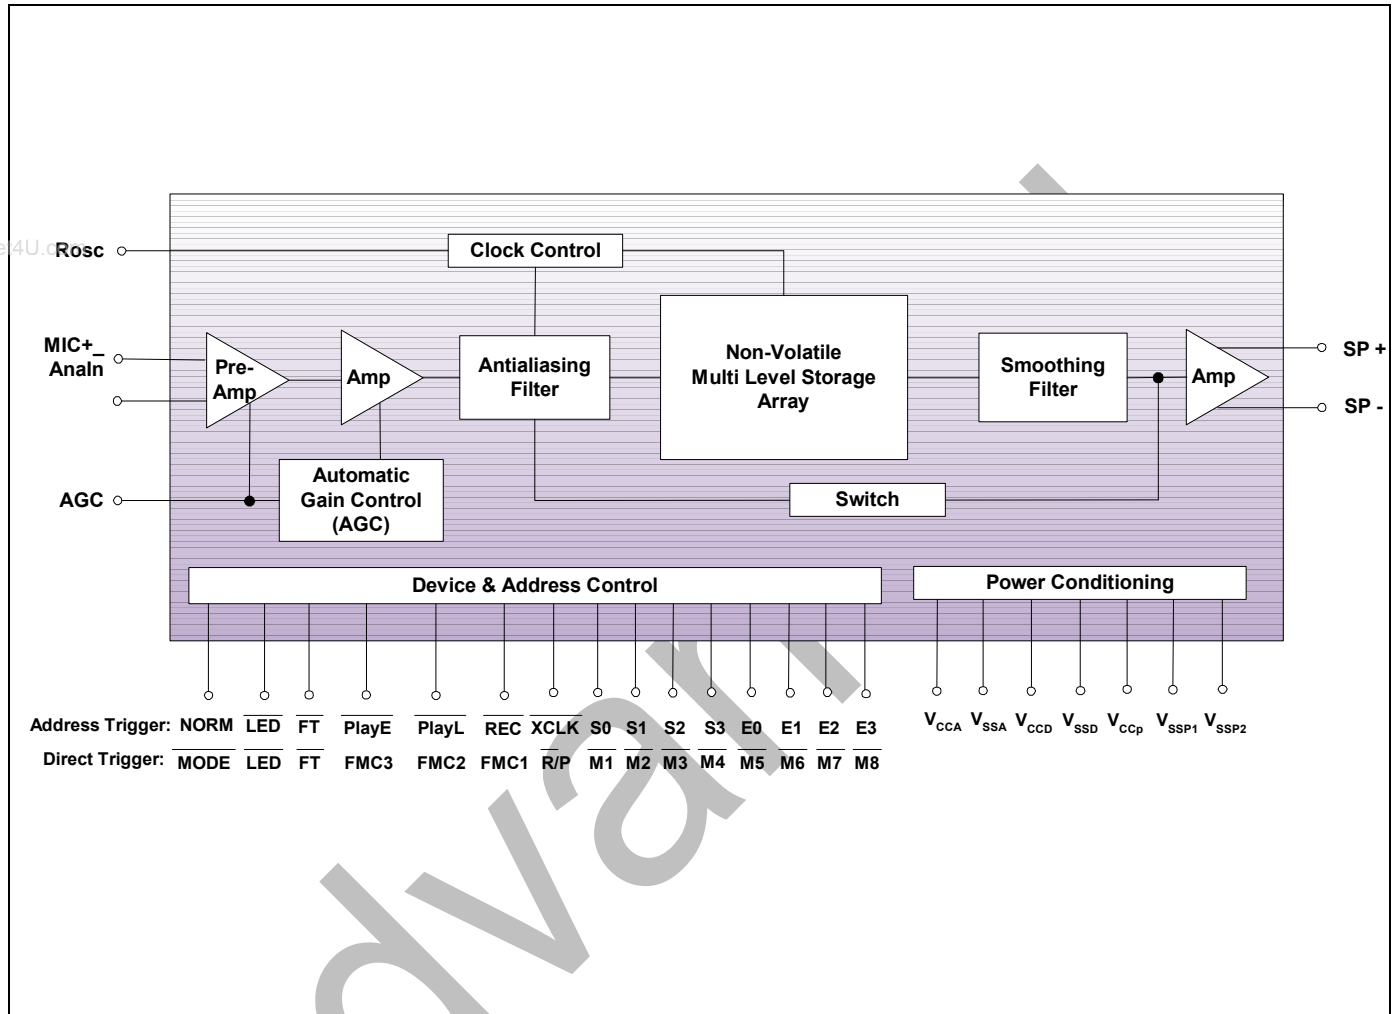 et4U.com
Rosc
Clock Control
MIC+_
AnaIn
Pre-
Amp
Amp
Antialiasing
Filter
Non-Volatile
Multi Level Storage
Array
Smoothing
Filter
Amp
SP +
SP -
AGC
Automatic
Gain Control
(AGC)
Switch
Device & Address Control
Power Conditioning
Address Trigger: NORM LED FT PlayE PlayL REC XCLK S0 S1 S2 S3 E0 E1 E2 E3
VCCA VSSA VCCD VSSD VCCp VSSP1 VSSP2
Direct Trigger: MODE LED FT FMC3 FMC2 FMC1 R/P M1 M2 M3 M4 M5 M6 M7 M8